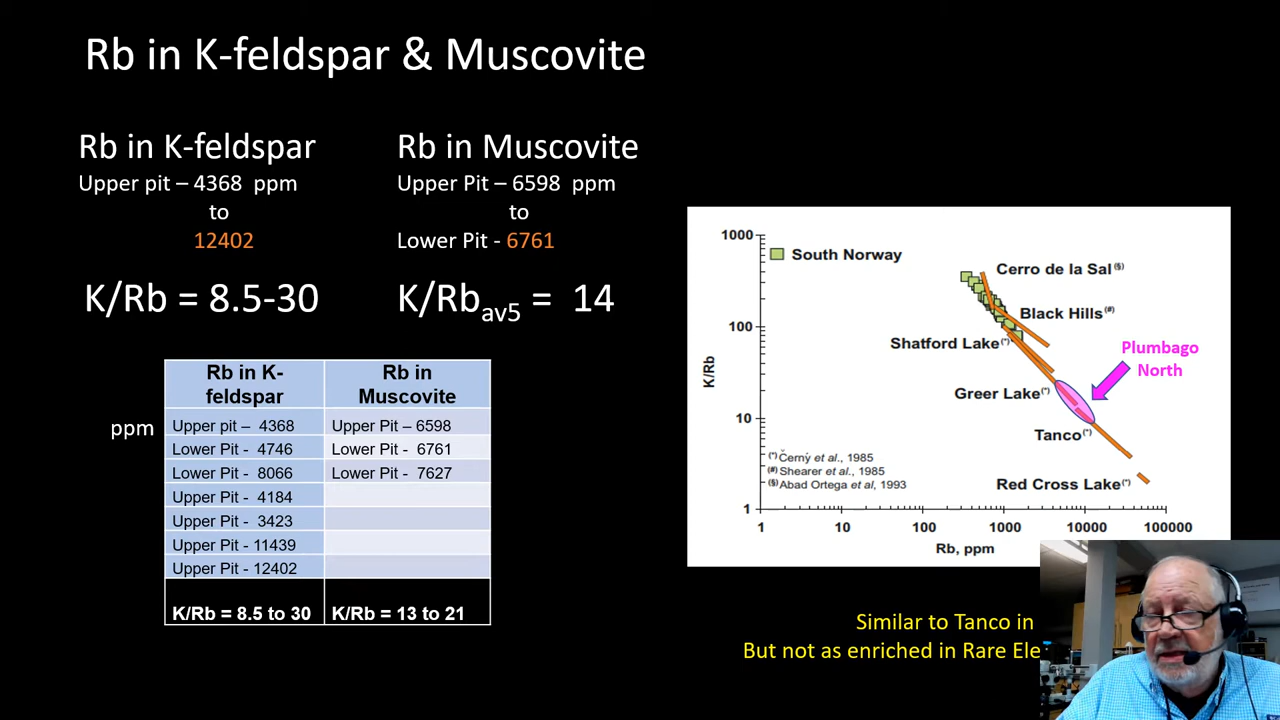 Rb in K-feldspar & Muscovite
Rb in K-feldspar
Upper pit – 4368 ppm
to
12402
K/Rb = 8.5-30
Rb in Muscovite
Upper Pit – 6598 ppm
to
Lower Pit - 6761
K/Rbav5 = 14
ppm
Rb in K-
feldspar
Rb in
Muscovite
Upper pit – 4368
Upper Pit – 6598
Lower Pit - 4746
Lower Pit - 6761
Lower Pit - 8066
Lower Pit - 7627
Upper Pit - 4184
Upper Pit - 3423
Upper Pit - 11439
Upper Pit - 12402
K/Rb = 8.5 to 30
K/Rb = 13 to 21
1000
100
10
1
K/Rb
South Norway
Cerro de la Sal(§)
Black Hills(#)
Shatford Lake(*)
Plumbago
North
Greer Lake(*)
Tanco(*)
Red Cross Lake(*)
(*)Černý et al., 1985
(#)Shearer et al., 1985
(§)Abad Ortega et al, 1993
1
10
100
1000
10000
100000
Rb, ppm
Similar to Tanco in
But not as enriched in Rare Ele